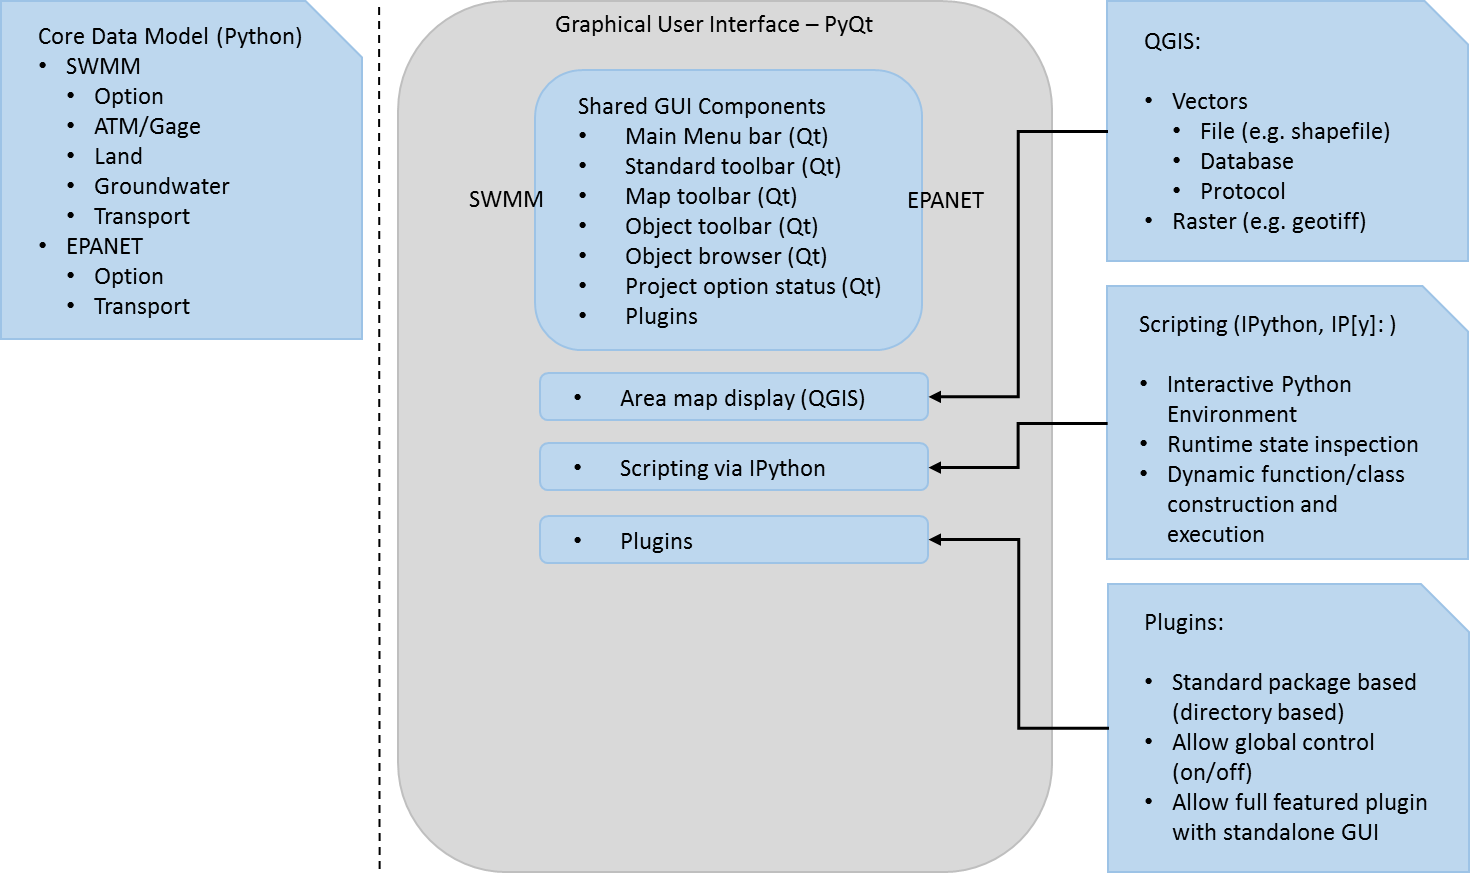 Core Data Model (Python)
• SWMM
• Option
• ATM/Gage
• Land
• Groundwater
• Transport
• EPANET
• Option
• Transport
Graphical User Interface – PyQt
Shared GUI Components
• Main Menu bar (Qt)
• Standard toolbar (Qt)
• Map toolbar (Qt)
• Object toolbar (Qt)
• Object browser (Qt)
• Project option status (Qt)
• Plugins
SWMM
EPANET
• Area map display (QGIS)
• Scripting via IPython
• Plugins
QGIS:
• Vectors
• File (e.g. shapefile)
• Database
• Protocol
• Raster (e.g. geotiff)
Scripting (IPython, IP[y]: )
• Interactive Python
Environment
• Runtime state inspection
• Dynamic function/class
construction and
execution
Plugins:
• Standard package based
(directory based)
• Allow global control
(on/off)
• Allow full featured plugin
with standalone GUI